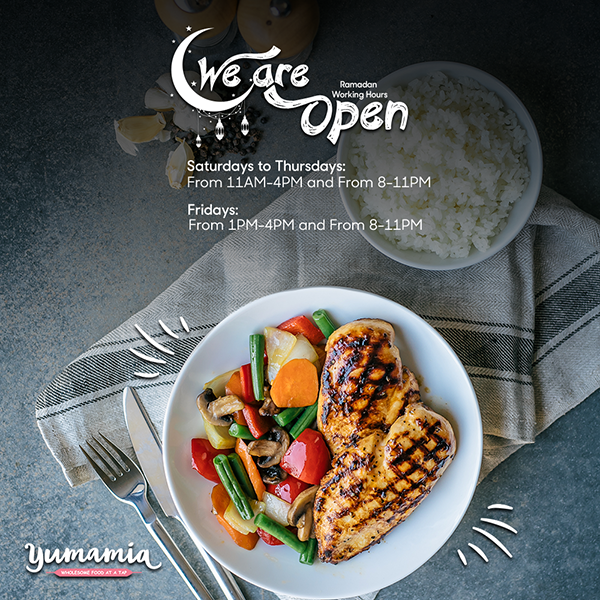 We are
Open
Ramadan
Working Hours
Saturdays to Thursdays:
From 11AM-4PM and From 8-11PM
Fridays:
From 1PM-4PM and From 8-11PM
yumamia
WHOLESOME FOOD AT A TAP